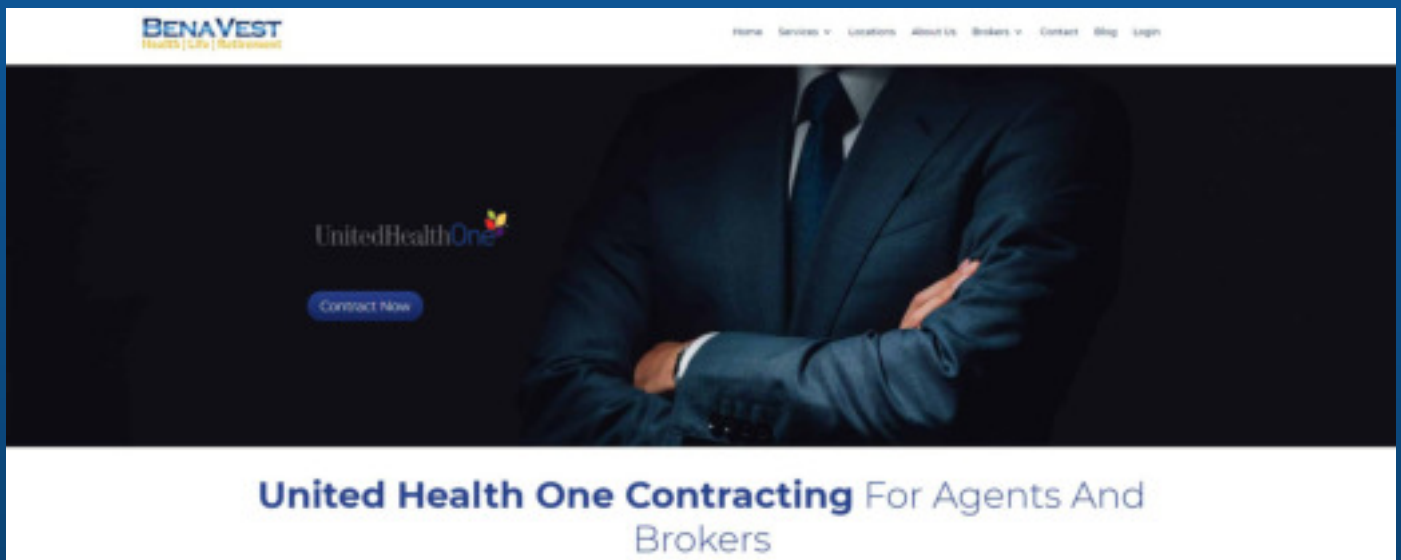 BENAVEST
Health | Life | Retirement
Home Services Locations About Us Brokers Contact Blog Login
UnitedHealthOne
Contract Now
United Health One Contracting For Agents And
Brokers